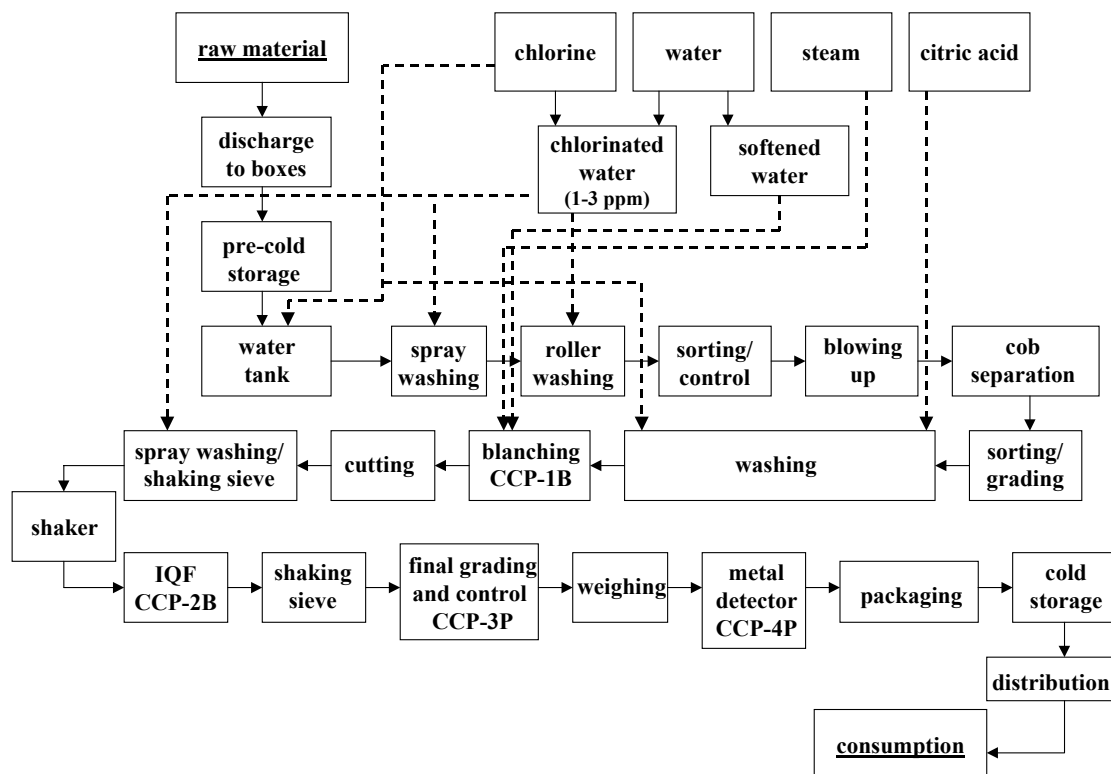 raw material
chlorine
water
steam
citric acid
discharge
to boxes
chlorinated
water
(1-3 ppm)
softened
water
pre-cold
storage
water
tank
spray
washing
roller
washing
sorting/
control
blowing
up
cob
separation
spray washing/
shaking sieve
cutting
blanching
CCP-1B
washing
sorting/
grading
shaker
IQF
CCP-2B
shaking
sieve
final grading
and control
CCP-3P
weighing
metal
detector
CCP-4P
packaging
cold
storage
distribution
consumption